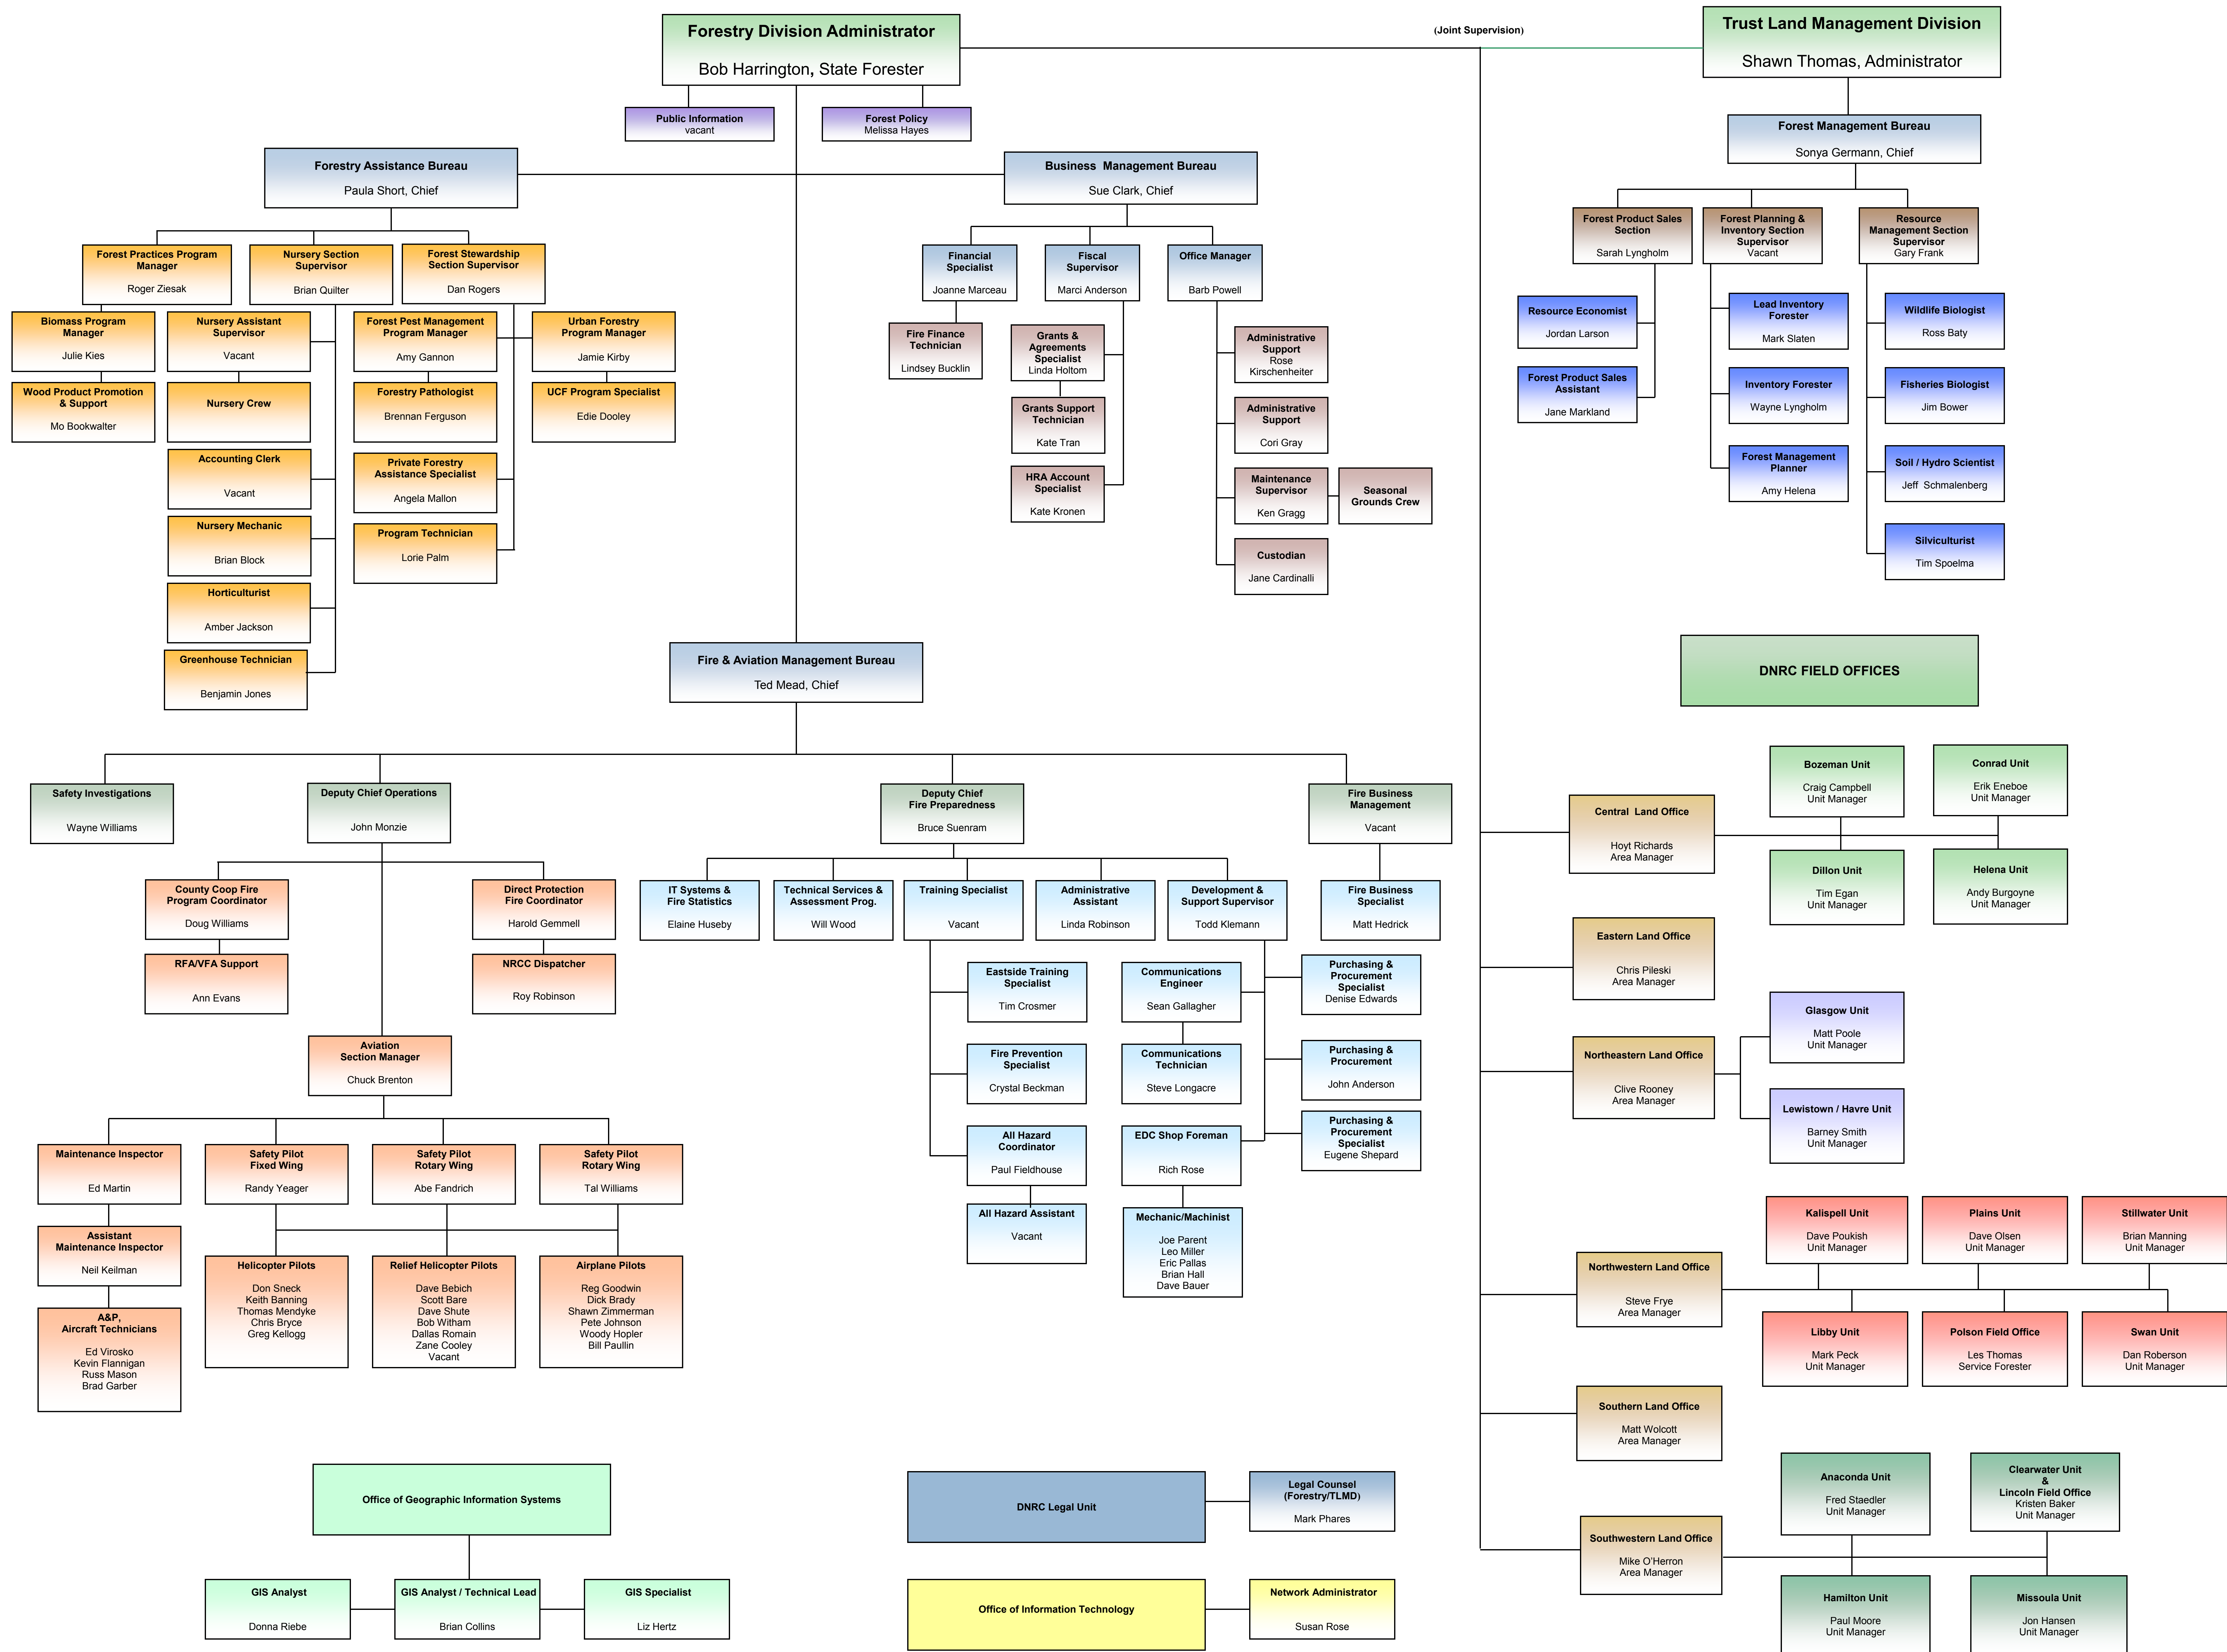 Forestry Division Administrator
Bob Harrington, State Forester
(Joint Supervision)
Trust Land Management Division
Shawn Thomas, Administrator
Public Information
vacant
Forest Policy
Melissa Hayes
Forest Management Bureau
Sonya Germann, Chief
Forestry Assistance Bureau
Paula Short, Chief
Business Management Bureau
Sue Clark, Chief
Forest Practices Program
Manager
Roger Ziesak
Nursery Section
Supervisor
Brian Quilter
Forest Stewardship
Section Supervisor
Dan Rogers
Biomass Program
Manager
Julie Kies
Wood Product Promotion
& Support
Mo Bookwalter
Nursery Assistant
Supervisor
Vacant
Nursery Crew
Accounting Clerk
Vacant
Nursery Mechanic
Brian Block
Horticulturist
Amber Jackson
Greenhouse Technician
Benjamin Jones
Forest Pest Management
Program Manager
Amy Gannon
Forestry Pathologist
Brennan Ferguson
Private Forestry
Assistance Specialist
Angela Mallon
Program Technician
Lorie Palm
Urban Forestry
Program Manager
Jamie Kirby
UCF Program Specialist
Edie Dooley
Financial
Specialist
Joanne Marceau
Fire Finance
Technician
Lindsey Bucklin
Fiscal
Supervisor
Marci Anderson
Grants &
Agreements
Specialist
Linda Holtom
Grants Support
Technician
Kate Tran
HRA Account
Specialist
Kate Kronen
Office Manager
Barb Powell
Administrative
Support
Rose
Kirschenheiter
Administrative
Support
Cori Gray
Maintenance
Supervisor
Ken Gragg
Seasonal
Grounds Crew
Custodian
Jane Cardinalli
Forest Product Sales
Section
Sarah Lyngholm
Resource Economist
Jordan Larson
Forest Product Sales
Assistant
Jane Markland
Forest Planning &
Inventory Section
Supervisor
Vacant
Lead Inventory
Forester
Mark Slaten
Inventory Forester
Wayne Lyngholm
Forest Management
Planner
Amy Helena
Resource
Management Section
Supervisor
Gary Frank
Wildlife Biologist
Ross Baty
Fisheries Biologist
Jim Bower
Soil / Hydro Scientist
Jeff Schmalenberg
Silviculturist
Tim Spoelma
Fire & Aviation Management Bureau
Ted Mead, Chief
Safety Investigations
Wayne Williams
Deputy Chief Operations
John Monzie
Deputy Chief
Fire Preparedness
Bruce Suenram
Fire Business
Management
Vacant
County Coop Fire
Program Coordinator
Doug Williams
RFA/VFA Support
Ann Evans
Direct Protection
Fire Coordinator
Harold Gemmell
NRCC Dispatcher
Roy Robinson
Aviation
Section Manager
Chuck Brenton
Maintenance Inspector
Ed Martin
Assistant
Maintenance Inspector
Neil Keilman
A&P,
Aircraft Technicians
Ed Virosko
Kevin Flannigan
Russ Mason
Brad Garber
Safety Pilot
Fixed Wing
Randy Yeager
Safety Pilot
Rotary Wing
Abe Fandrich
Safety Pilot
Rotary Wing
Tal Williams
Helicopter Pilots
Don Sneck
Keith Banning
Thomas Mendyke
Chris Bryce
Greg Kellogg
Relief Helicopter Pilots
Dave Bebich
Scott Bare
Dave Shute
Bob Witham
Dallas Romain
Zane Cooley
Vacant
Airplane Pilots
Reg Goodwin
Dick Brady
Shawn Zimmerman
Pete Johnson
Woody Hopler
Bill Paullin
IT Systems &
Fire Statistics
Elaine Huseby
Technical Services &
Assessment Prog.
Will Wood
Training Specialist
Vacant
Administrative
Assistant
Linda Robinson
Development &
Support Supervisor
Todd Klemann
Fire Business
Specialist
Matt Hedrick
Eastside Training
Specialist
Tim Crosmer
Fire Prevention
Specialist
Crystal Beckman
All Hazard
Coordinator
Paul Fieldhouse
All Hazard Assistant
Vacant
Communications
Engineer
Sean Gallagher
Communications
Technician
Steve Longacre
EDC Shop Foreman
Rich Rose
Mechanic/Machinist
Joe Parent
Leo Miller
Eric Pallas
Brian Hall
Dave Bauer
Purchasing &
Procurement
Specialist
Denise Edwards
Purchasing &
Procurement
John Anderson
Purchasing &
Procurement
Specialist
Eugene Shepard
DNRC FIELD OFFICES
Central Land Office
Hoyt Richards
Area Manager
Bozeman Unit
Craig Campbell
Unit Manager
Conrad Unit
Erik Eneboe
Unit Manager
Dillon Unit
Tim Egan
Unit Manager
Helena Unit
Andy Burgoyne
Unit Manager
Eastern Land Office
Chris Pileski
Area Manager
Northeastern Land Office
Clive Rooney
Area Manager
Glasgow Unit
Matt Poole
Unit Manager
Lewistown / Havre Unit
Barney Smith
Unit Manager
Northwestern Land Office
Steve Frye
Area Manager
Kalispell Unit
Dave Poukish
Unit Manager
Plains Unit
Dave Olsen
Unit Manager
Stillwater Unit
Brian Manning
Unit Manager
Libby Unit
Mark Peck
Unit Manager
Polson Field Office
Les Thomas
Service Forester
Swan Unit
Dan Roberson
Unit Manager
Southern Land Office
Matt Wolcott
Area Manager
Southwestern Land Office
Mike O'Herron
Area Manager
Anaconda Unit
Fred Staedler
Unit Manager
Clearwater Unit
&
Lincoln Field Office
Kristen Baker
Unit Manager
Hamilton Unit
Paul Moore
Unit Manager
Missoula Unit
Jon Hansen
Unit Manager
Office of Geographic Information Systems
GIS Analyst
Donna Riebe
GIS Analyst / Technical Lead
Brian Collins
GIS Specialist
Liz Hertz
DNRC Legal Unit
Legal Counsel
(Forestry/TLMD)
Mark Phares
Office of Information Technology
Network Administrator
Susan Rose